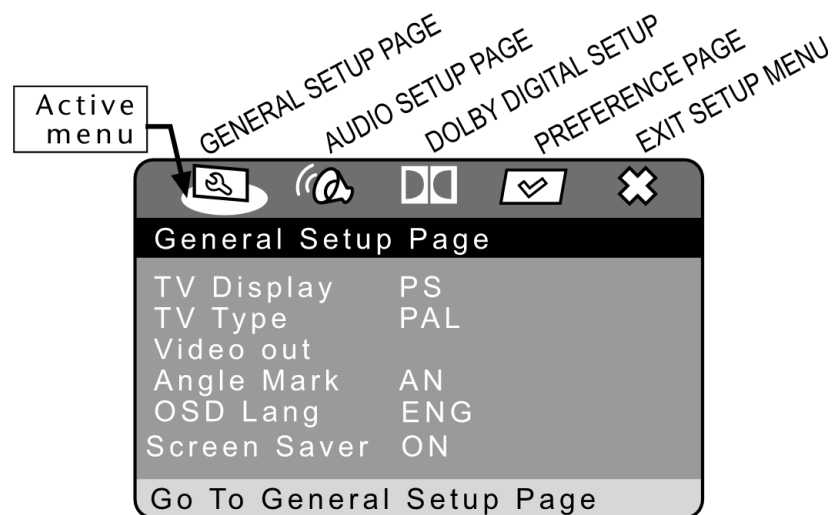 GENERAL SETUP PAGE
AUDIO SETUP PAGE
DOLBY DIGITAL SETUP
PREFERENCE PAGE
EXIT SETUP MENU
Active
menu
General Setup Page
TV Display PS
TV Type PAL
Video out
Angle Mark AN
OSD Lang ENG
Screen Saver ON
Go To General Setup Page